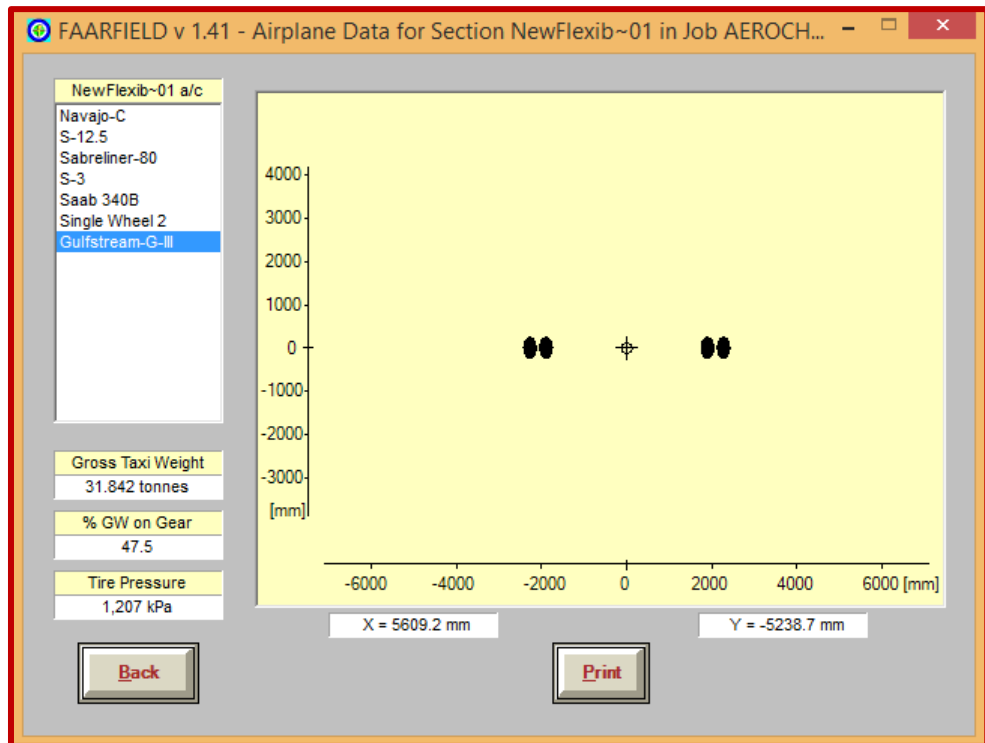 FAARFIELD v 1.41 - Airplane Data for Section NewFlexib~01 in Job AEROCH...
NewFlexib~01 a/c
Navajo-C
S-12.5
Sabreliner-80
S-3
Saab 340B
Single Wheel 2
Gulfstream-G-III
Gross Taxi Weight
31.842 tonnes
% GW on Gear
47.5
Tire Pressure
1,207 kPa
4000
3000
2000
1000
0
-1000
-2000
-3000
[mm]
-6000 -4000 -2000 0 2000 4000 6000 [mm]
X = 5609.2 mm Y = -5238.7 mm
Back Print